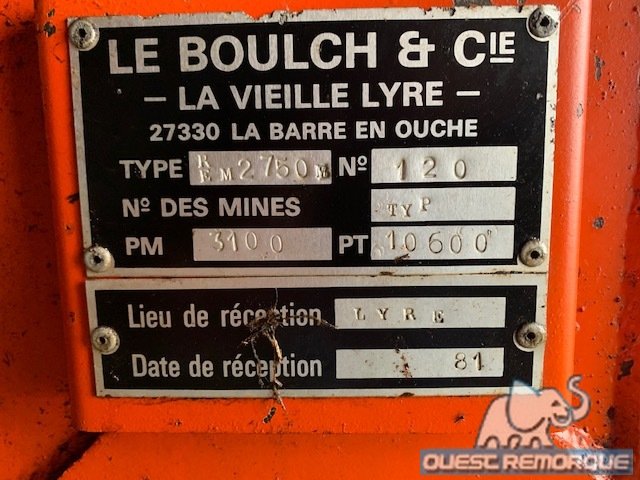 LE BOULCH & CIE
— LA VIEILLE LYRE —
27330 LA BARRE EN OUCHE
TYPE RFM2750 Nº 120
Nº DES MINES TYP
PM 3100 PT 10600
Lieu de réception LYRE
Date de réception 81
OUEST REMORQUE